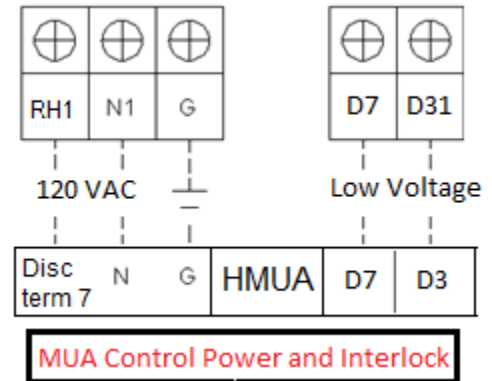 RH1 N1 G D7 D31
120 VAC Low Voltage
Disc term 7 N G HMUA D7 D3
MUA Control Power and Interlock